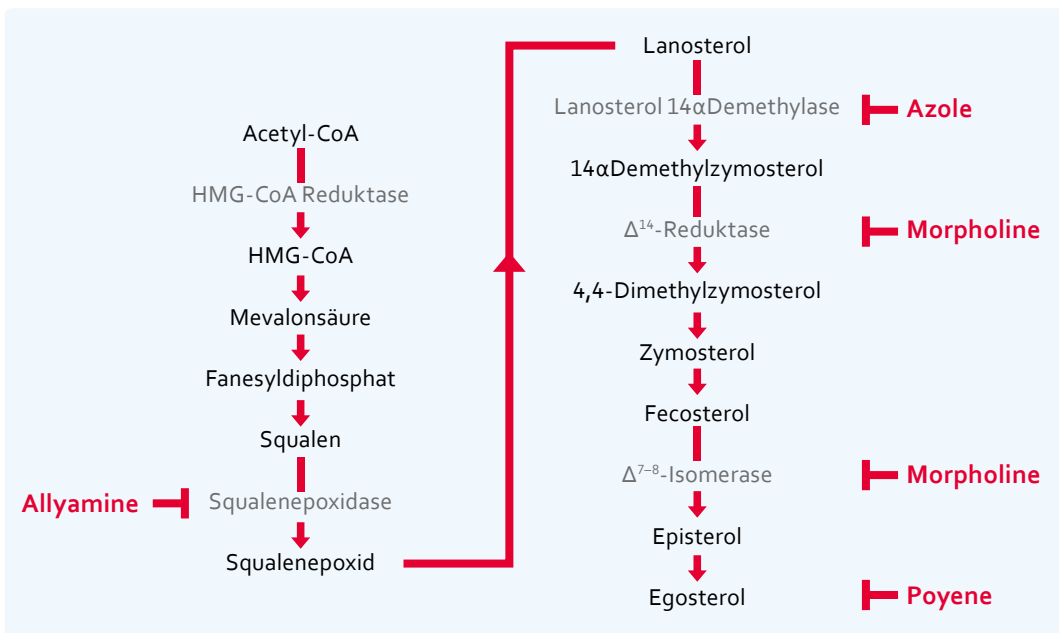 Acetyl-CoA
HMG-CoA Reduktase
HMG-CoA
Mevalonsäure
Fanesyldiphosphat
Squalen
Allyamine
Squalenepoxidase
Squalenepoxid
Lanosterol
Lanosterol 14αDemethylase
Azole
14αDemethylzymosterol
Δ¹⁴-Reduktase
Morpholine
4,4-Dimethylzymosterol
Zymosterol
Fecosterol
Δ⁷⁻⁸-Isomerase
Morpholine
Episterol
Egosterol
Poyene